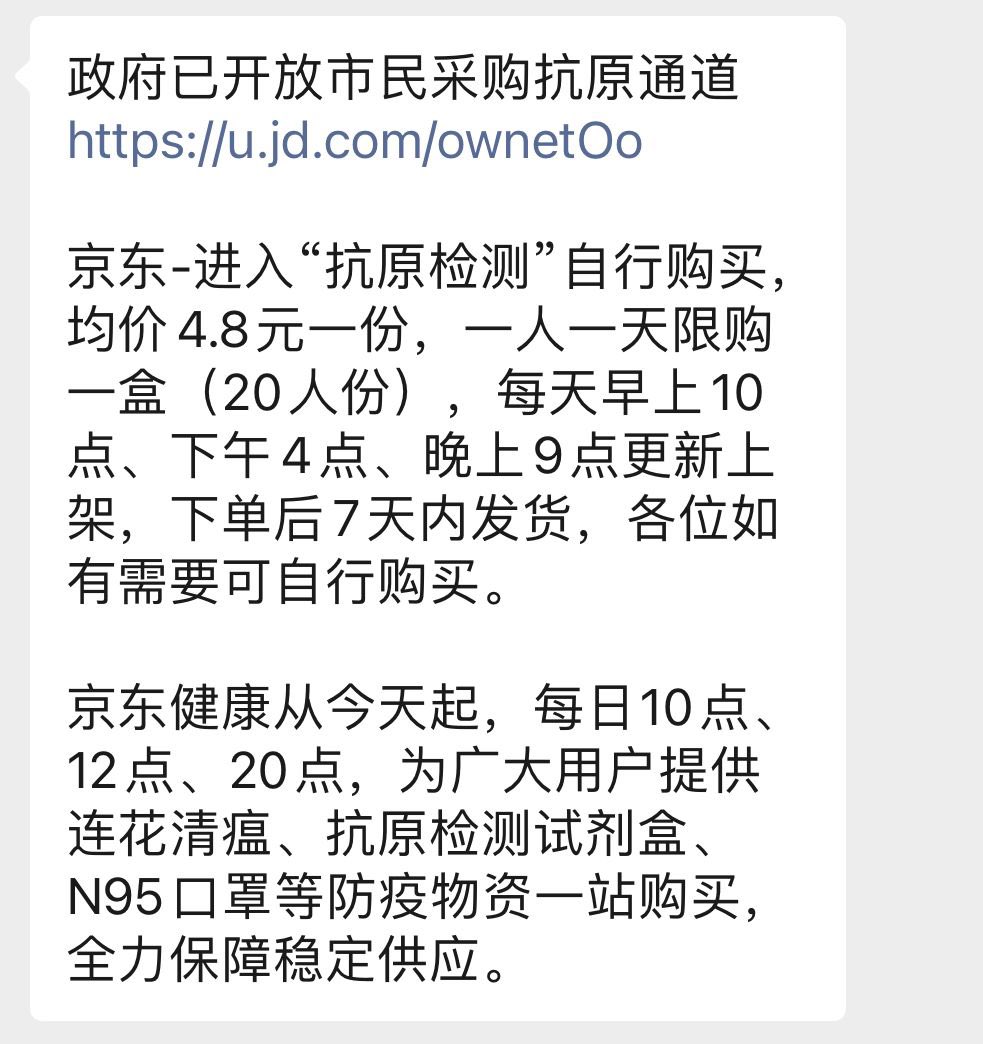 政府已开放市民采购抗原通道
https://u.jd.com/ownetOo
京东-进入“抗原检测”自行购买，
均价4.8元一份，一人一天限购
一盒（20人份），每天早上10
点、下午4点、晚上9点更新上
架，下单后7天内发货，各位如
有需要可自行购买。
京东健康从今天起，每日10点、
12点、20点，为广大用户提供
连花清瘟、抗原检测试剂盒、
N95口罩等防疫物资一站购买，
全力保障稳定供应。